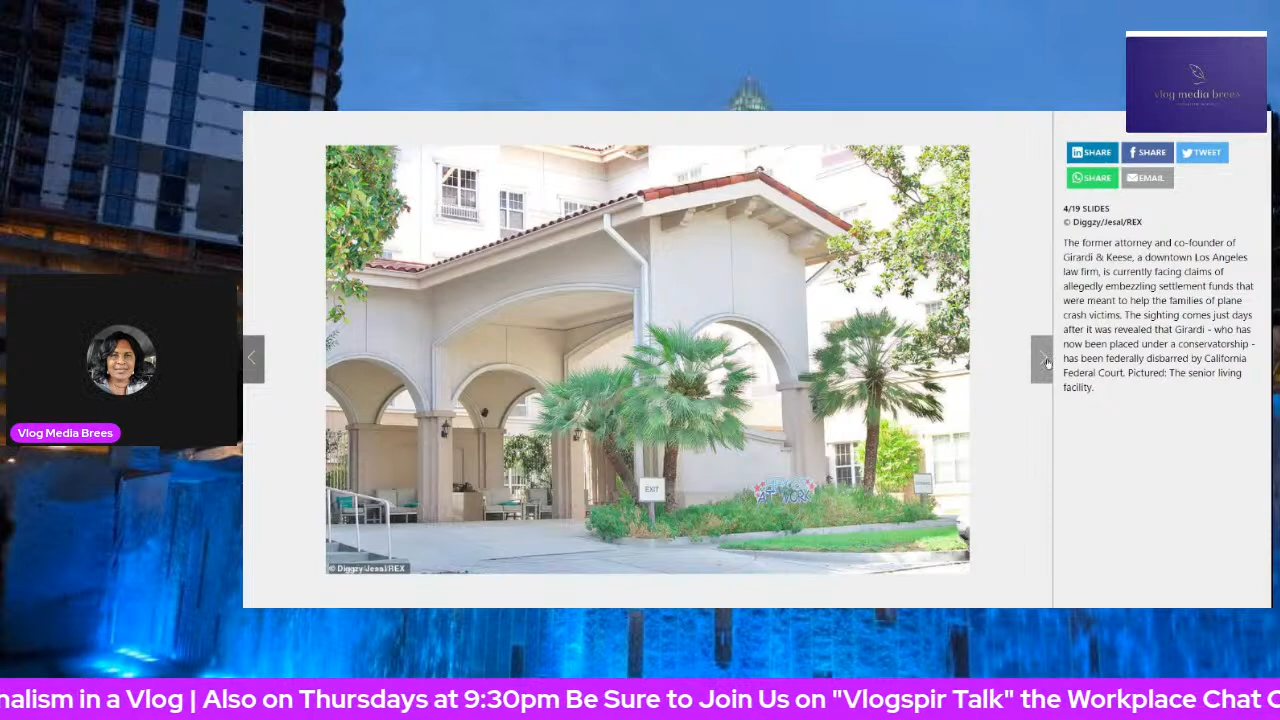 vlog media brees
in SHARE
f SHARE
TWEET
SHARE
EMAIL
4/19 SLIDES
© Diggzy/Jesal/REX
The former attorney and co-founder of
Girardi & Keese, a downtown Los Angeles
law firm, is currently facing claims of
allegedly embezzling settlement funds that
were meant to help the families of plane
crash victims. The sighting comes just days
after it was revealed that Girardi - who has
now been placed under a conservatorship -
has been federally disbarred by California
Federal Court. Pictured: The senior living
facility.
EXIT
AT WORK
© Diggzy/Jesal/REX
Vlog Media Brees
nalism in a Vlog | Also on Thursdays at 9:30pm Be Sure to Join Us on "Vlogspir Talk" the Workplace Chat C